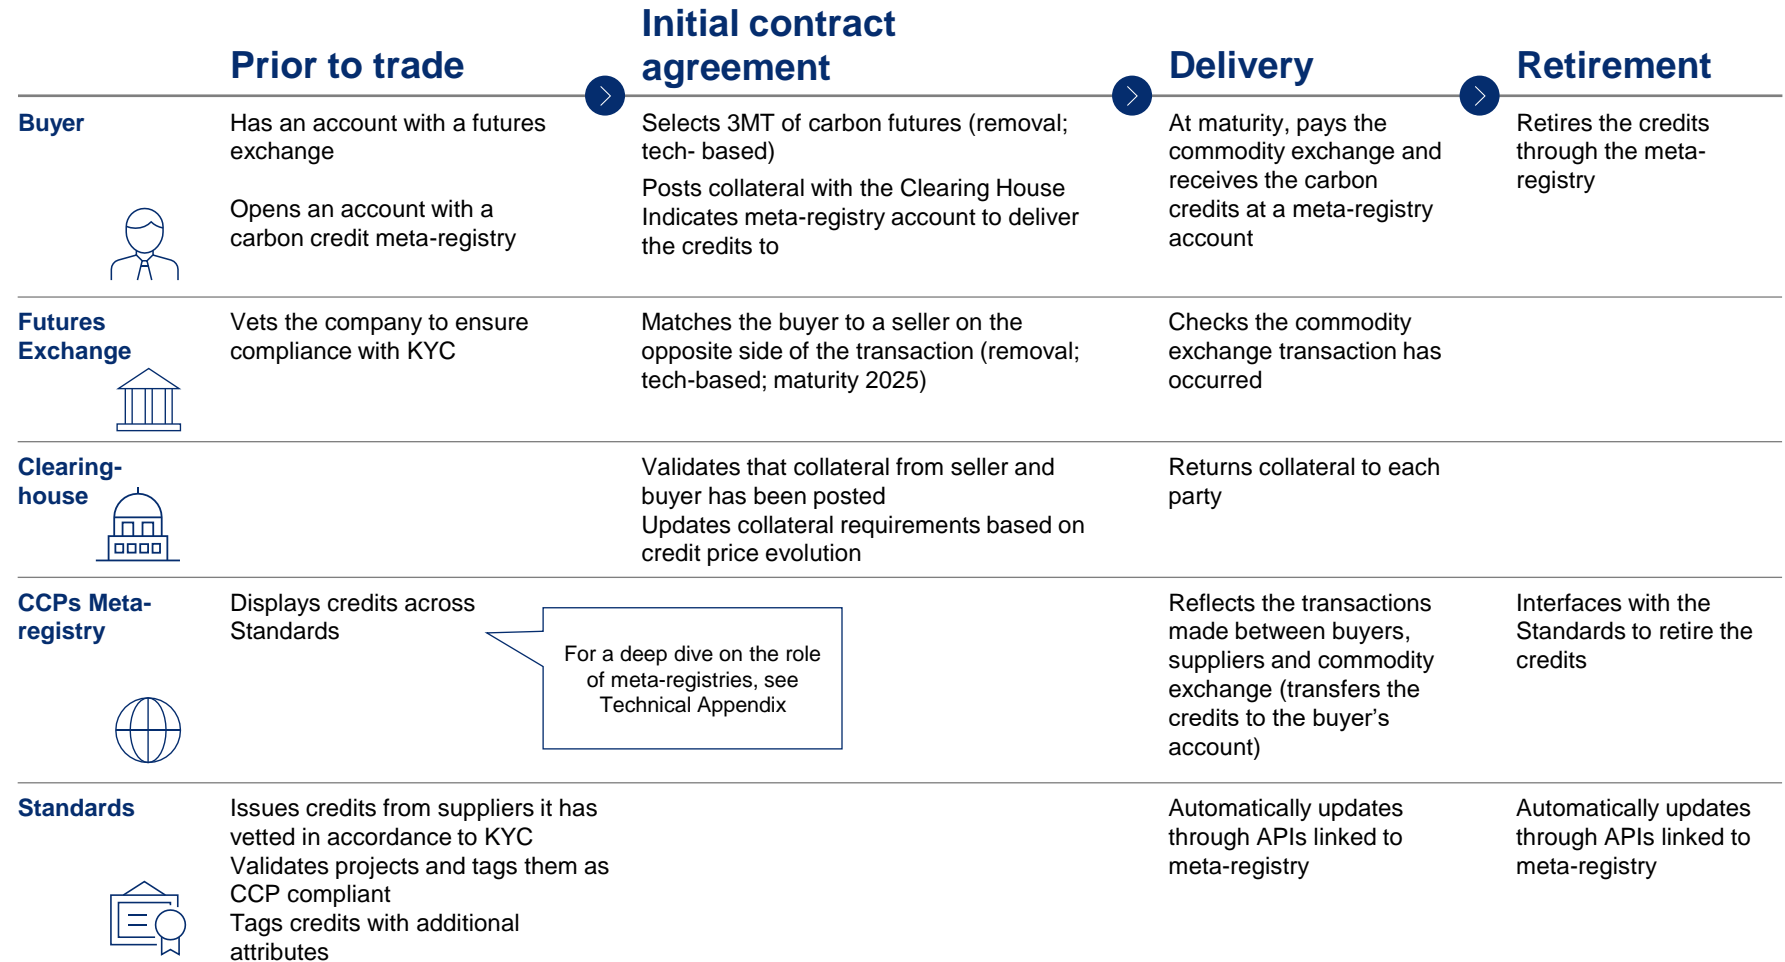 Prior to trade
Initial contract
agreement
Delivery
Retirement
Buyer
Has an account with a futures
exchange
Opens an account with a
carbon credit meta-registry
Selects 3MT of carbon futures (removal;
tech- based)
Posts collateral with the Clearing House
Indicates meta-registry account to deliver
the credits to
At maturity, pays the
commodity exchange and
receives the carbon
credits at a meta-registry
account
Retires the credits
through the meta-
registry
Futures
Exchange
Vets the company to ensure
compliance with KYC
Matches the buyer to a seller on the
opposite side of the transaction (removal;
tech-based; maturity 2025)
Checks the commodity
exchange transaction has
occurred
Clearing-
house
Validates that collateral from seller and
buyer has been posted
Updates collateral requirements based on
credit price evolution
Returns collateral to each
party
CCPs Meta-
registry
Displays credits across
Standards
For a deep dive on the role
of meta-registries, see
Technical Appendix
Reflects the transactions
made between buyers,
suppliers and commodity
exchange (transfers the
credits to the buyer’s
account)
Interfaces with the
Standards to retire the
credits
Standards
Issues credits from suppliers it has
vetted in accordance to KYC
Validates projects and tags them as
CCP compliant
Tags credits with additional
attributes
Automatically updates
through APIs linked to
meta-registry
Automatically updates
through APIs linked to
meta-registry